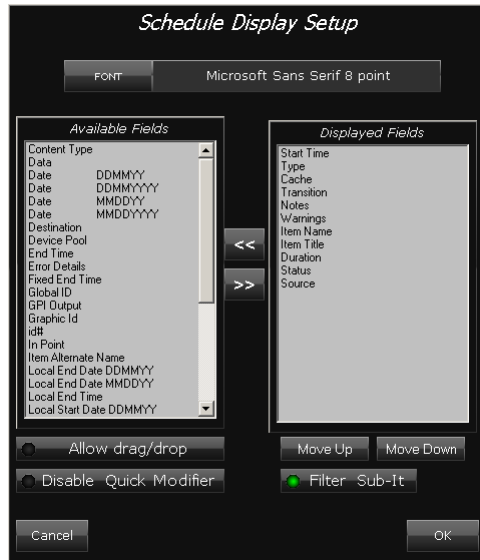 Schedule Display Setup
FONT Microsoft Sans Serif 8 point
Available Fields
Content Type
Data
Date DDMMYY
Date DDMMYYYY
Date MMDDYY
Date MMDDYYYY
Destination
Device Pool
End Time
Error Details
Fixed End Time
Global ID
GPI Output
Graphic Id
id#
In Point
Item Alternate Name
Local End Date DDMMYY
Local End Date MMDDYY
Local End Time
Local Start Date DDMMYY
<<
>>
Displayed Fields
Start Time
Type
Cache
Transition
Notes
Warnings
Item Name
Item Title
Duration
Status
Source
Allow drag/drop
Disable Quick Modifier
Move Up Move Down
Filter Sub-It
Cancel OK